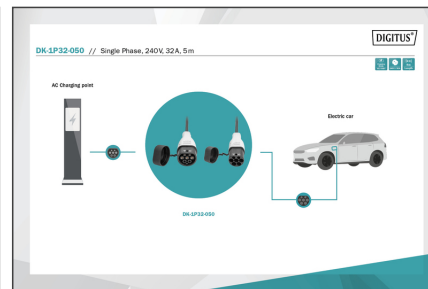 DIGITUS®
DK-1P32-050 // Single Phase, 240V, 32A, 5m
AC Charging point
Electric car
DK-1P32-050